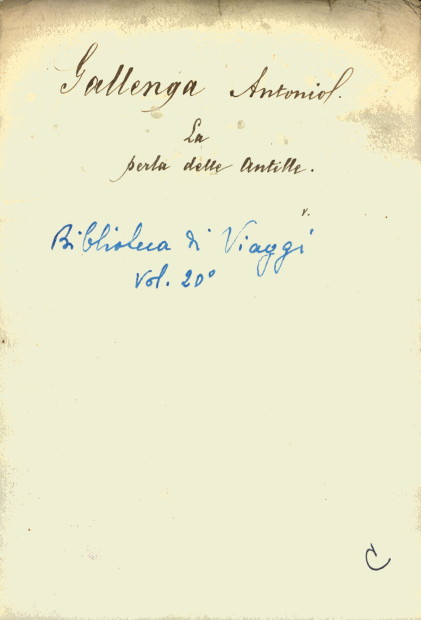 Gallenga Antonio.
La
perla delle Antille.
v.
Biblioteca di Viaggi
Vol. 20°
C